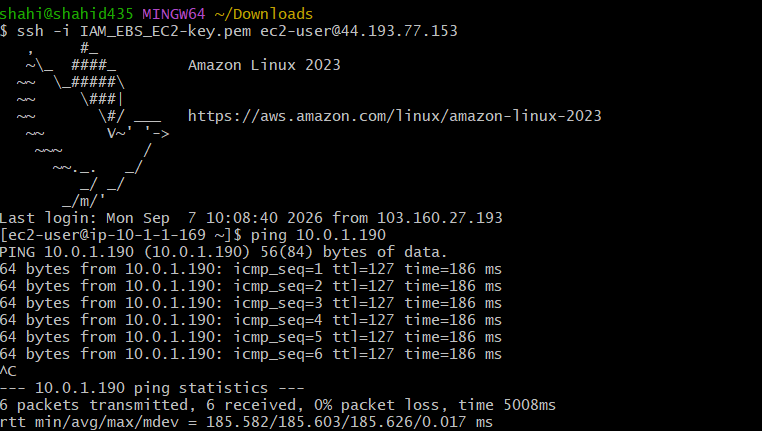 shahi@shahid435 MINGW64 ~/Downloads
$ ssh -i IAM_EBS_EC2-key.pem ec2-user@44.193.77.153
   ,     #_
   ~\_  ####_        Amazon Linux 2023
  ~~  \_#####\
  ~~     \###|
  ~~       \#/ ___   https://aws.amazon.com/linux/amazon-linux-2023
   ~~       V~' '->
    ~~~         /
      ~~._.   _/
         _/ _/
       _/m/'
Last login: Mon Sep  7 10:08:40 2026 from 103.160.27.193
[ec2-user@ip-10-1-1-169 ~]$ ping 10.0.1.190
PING 10.0.1.190 (10.0.1.190) 56(84) bytes of data.
64 bytes from 10.0.1.190: icmp_seq=1 ttl=127 time=186 ms
64 bytes from 10.0.1.190: icmp_seq=2 ttl=127 time=186 ms
64 bytes from 10.0.1.190: icmp_seq=3 ttl=127 time=186 ms
64 bytes from 10.0.1.190: icmp_seq=4 ttl=127 time=186 ms
64 bytes from 10.0.1.190: icmp_seq=5 ttl=127 time=186 ms
64 bytes from 10.0.1.190: icmp_seq=6 ttl=127 time=186 ms
^C
--- 10.0.1.190 ping statistics ---
6 packets transmitted, 6 received, 0% packet loss, time 5008ms
rtt min/avg/max/mdev = 185.582/185.603/185.626/0.017 ms